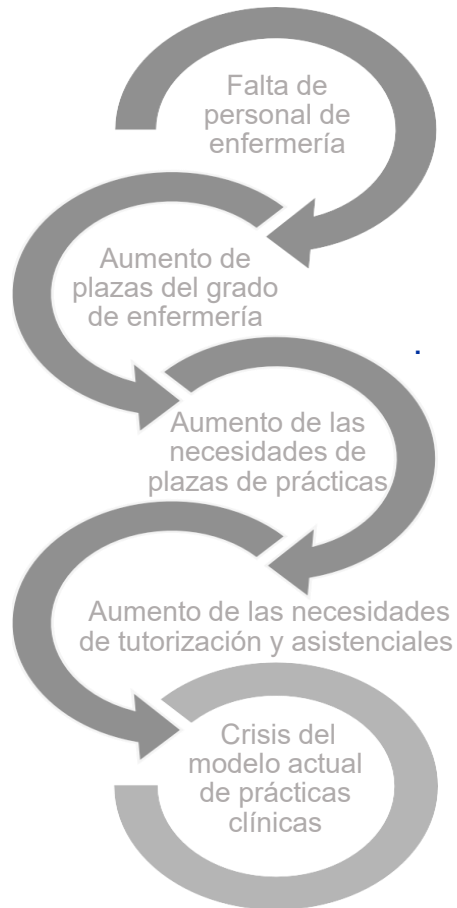 Falta de
personal de
enfermería
Aumento de
plazas del grado
de enfermería
.
Aumento de las
necesidades de
plazas de prácticas
Aumento de las necesidades
de tutorización y asistenciales
Crisis del
modelo actual
de prácticas
clínicas